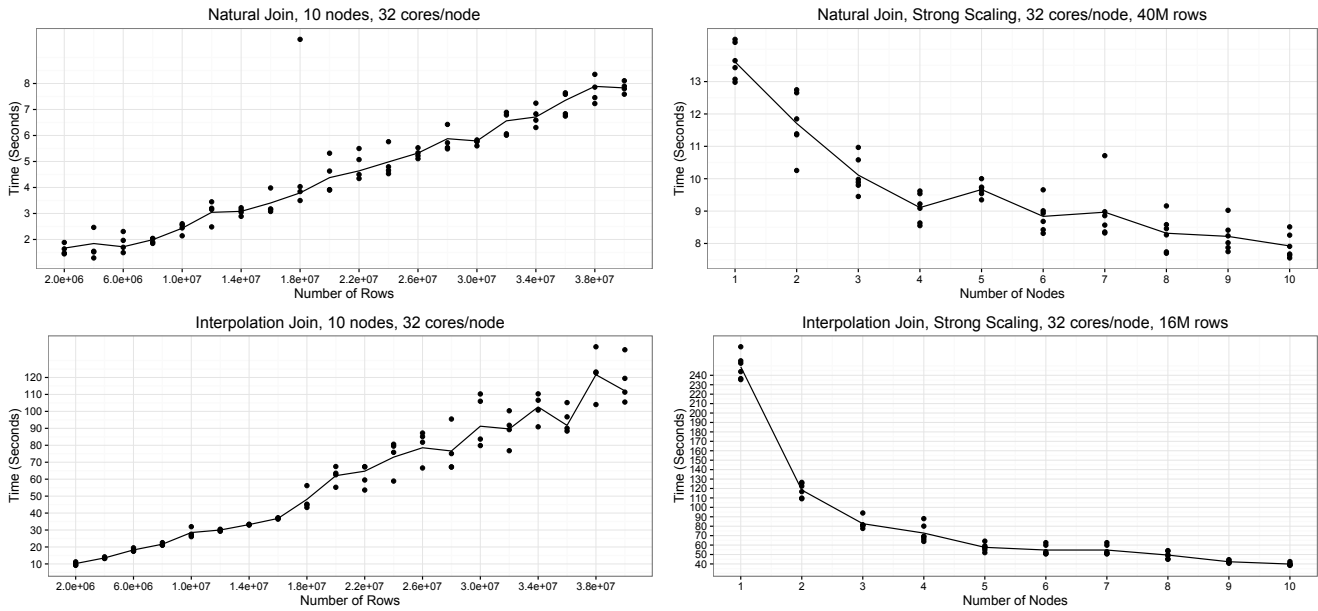 Natural Join, 10 nodes, 32 cores/node
Time (Seconds)
8
7
6
5
4
3
2
2.0e+06 6.0e+06 1.0e+07 1.4e+07 1.8e+07 2.2e+07 2.6e+07 3.0e+07 3.4e+07 3.8e+07
Number of Rows
Natural Join, Strong Scaling, 32 cores/node, 40M rows
Time (Seconds)
13
12
11
10
9
8
1 2 3 4 5 6 7 8 9 10
Number of Nodes
Interpolation Join, 10 nodes, 32 cores/node
Time (Seconds)
120
110
100
90
80
70
60
50
40
30
20
10
2.0e+06 6.0e+06 1.0e+07 1.4e+07 1.8e+07 2.2e+07 2.6e+07 3.0e+07 3.4e+07 3.8e+07
Number of Rows
Interpolation Join, Strong Scaling, 32 cores/node, 16M rows
Time (Seconds)
240
230
220
210
200
190
180
170
160
150
140
130
120
110
100
90
80
70
60
50
40
1 2 3 4 5 6 7 8 9 10
Number of Nodes